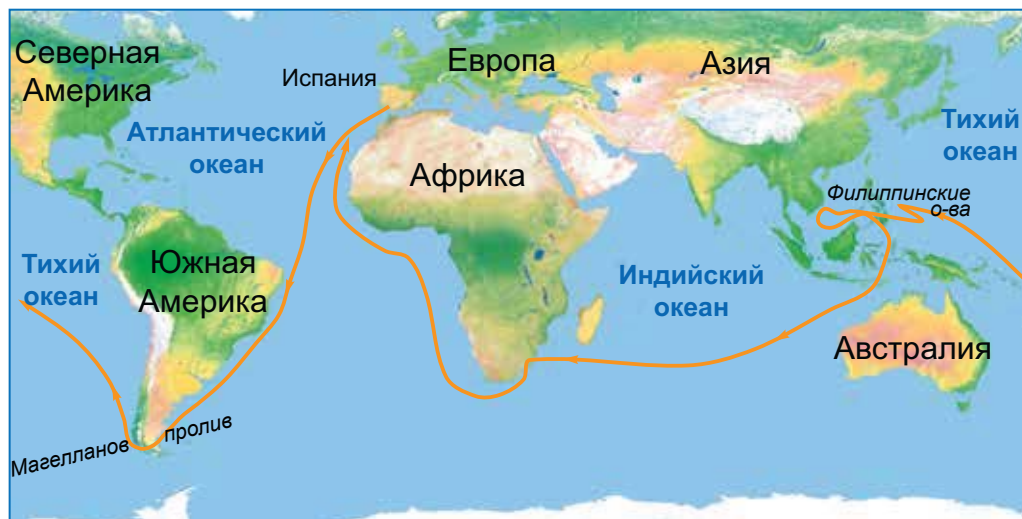 Северная
Америка
Испания
Европа
Азия
Атлантический
океан
Тихий
океан
Африка
Филиппинские
о-ва
Тихий
океан
Южная
Америка
Индийский
океан
Австралия
Магелланов пролив